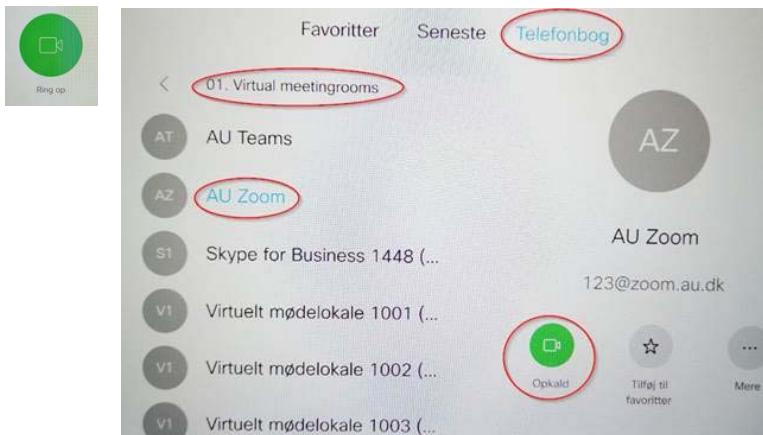 Ring op
Favoritter Seneste Telefonbog
01. Virtual meetingrooms
AT AU Teams
AZ AU Zoom
S1 Skype for Business 1448 (...
V1 Virtuelt mødelokale 1001 (...
V1 Virtuelt mødelokale 1002 (...
V1 Virtuelt mødelokale 1003 (...
AZ
AU Zoom
123@zoom.au.dk
Opkald
Tilføj til
favoritter
Mere